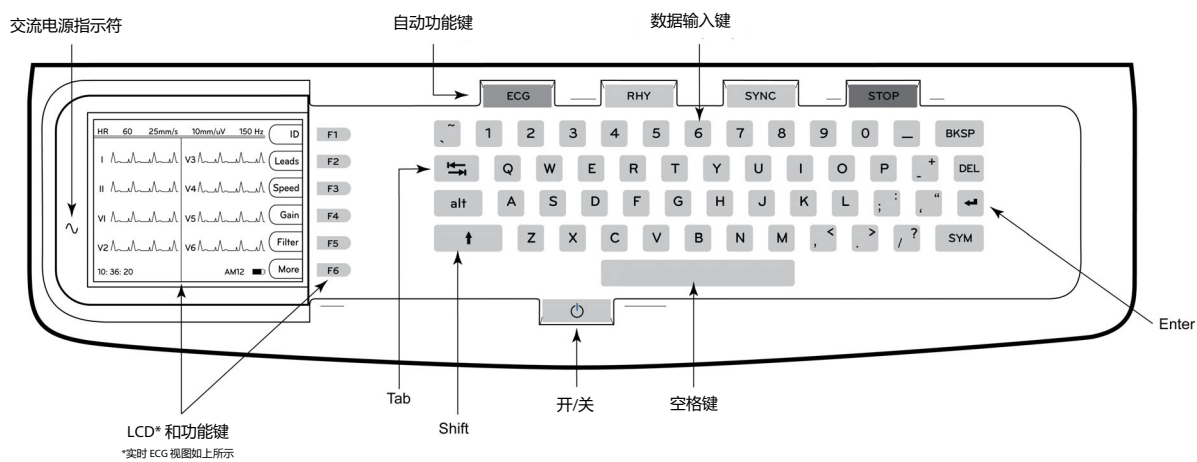 交流电源指示符
自动功能键
数据输入键
ECG RHY SYNC STOP
HR 60 25mm/s 10mm/uV 150 Hz ID F1
I V3 Leads F2
II V4 Speed F3
VI V5 Gain F4
V2 V6 Filter F5
10: 36: 20 AM12 More F6
~ ` 1 2 3 4 5 6 7 8 9 0 _ BKSP
Q W E R T Y U I O P - + DEL
alt A S D F G H J K L ; : , “
Z X C V B N M , < . > / ? SYM
Enter
Tab
Shift
开/关
空格键
LCD* 和功能键
*实时 ECG 视图如上所示